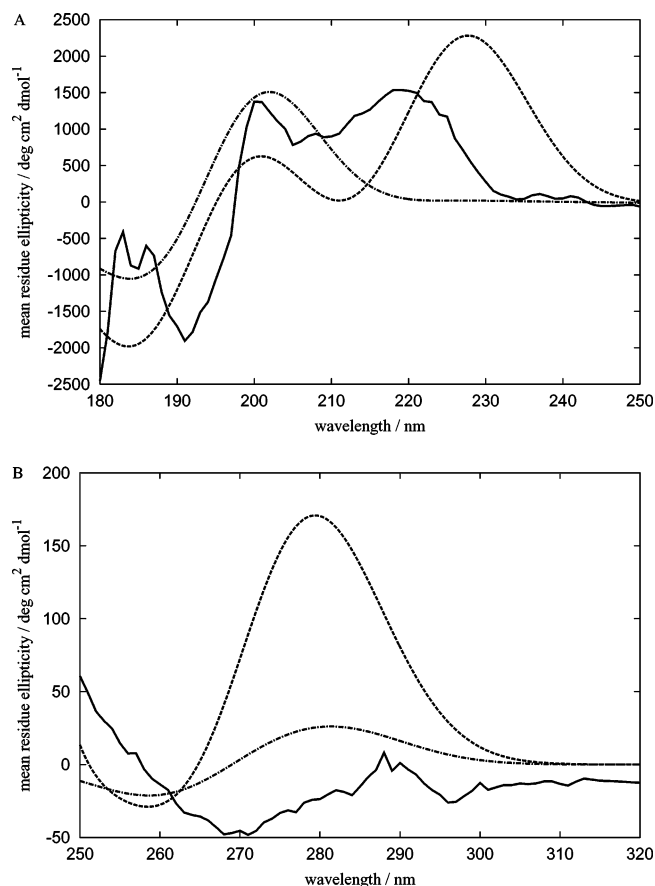 A
mean residue ellipticity / deg cm² dmol⁻¹
2500
2000
1500
1000
500
0
-500
-1000
-1500
-2000
-2500
180 190 200 210 220 230 240 250
wavelength / nm
B
mean residue ellipticity / deg cm² dmol⁻¹
200
150
100
50
0
-50
250 260 270 280 290 300 310 320
wavelength / nm